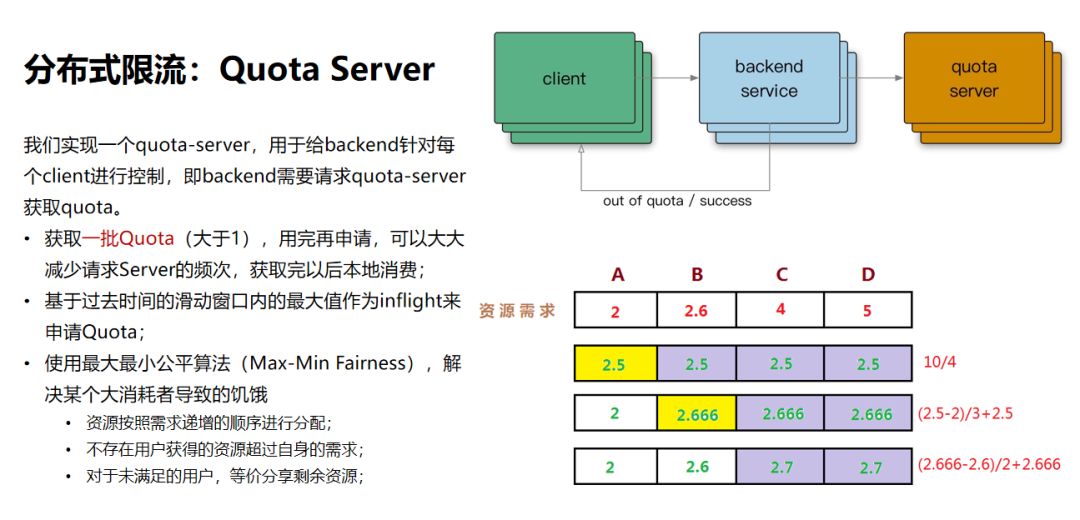 分布式限流：Quota Server
我们实现一个quota-server，用于给backend针对每
个client进行控制，即backend需要请求quota-server
获取quota。
• 获取一批Quota（大于1），用完再申请，可以大大
减少请求Server的频次，获取完以后本地消费；
• 基于过去时间的滑动窗口内的最大值作为inflight来
申请Quota；
• 使用最大最小公平算法（Max-Min Fairness），解
决某个大消耗者导致的饥饿
• 资源按照需求递增的顺序进行分配；
• 不存在用户获得的资源超过自身的需求；
• 对于未满足的用户，等价分享剩余资源；
client
backend
service
quota
server
out of quota / success
A B C D
资源需求 2 2.6 4 5
2.5 2.5 2.5 2.5 10/4
2 2.666 2.666 2.666 (2.5-2)/3+2.5
2 2.6 2.7 2.7 (2.666-2.6)/2+2.666